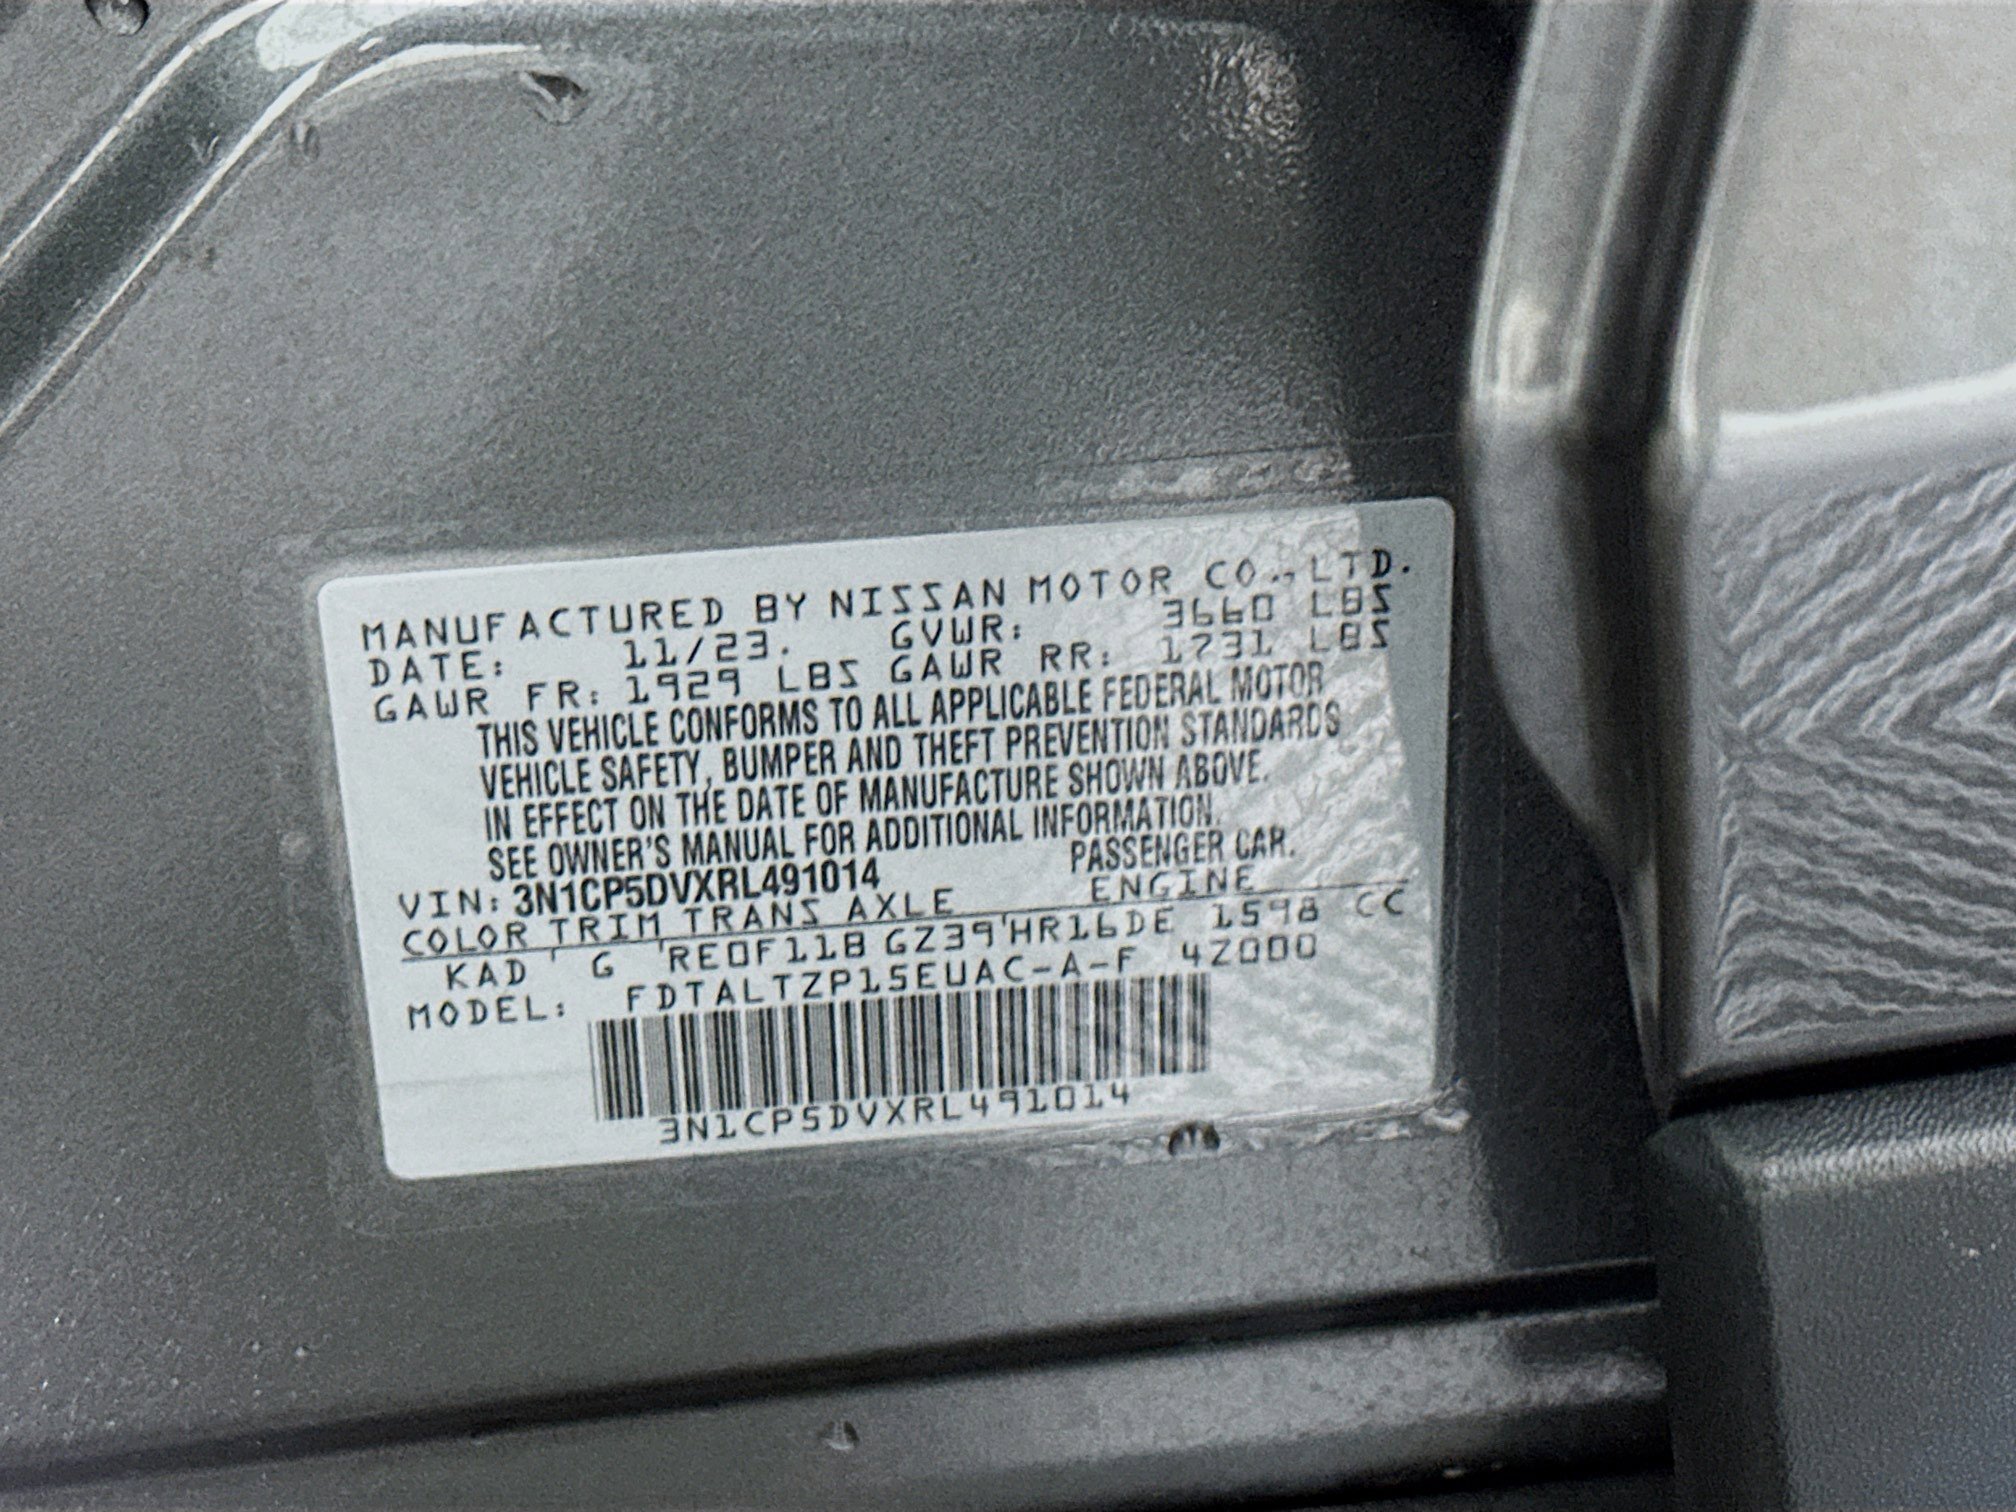 MANUFACTURED BY NISSAN MOTOR CO., LTD.
DATE: 11/23. GVWR: 3660 LBS
GAWR FR: 1929 LBS GAWR RR: 1731 LBS
THIS VEHICLE CONFORMS TO ALL APPLICABLE FEDERAL MOTOR
VEHICLE SAFETY, BUMPER AND THEFT PREVENTION STANDARDS
IN EFFECT ON THE DATE OF MANUFACTURE SHOWN ABOVE.
SEE OWNER'S MANUAL FOR ADDITIONAL INFORMATION.
VIN: 3N1CP5DVXRL491014 PASSENGER CAR.
COLOR TRIM TRANS AXLE ENGINE
KAD ' G 'RE0F11B GZ39'HR16DE 1598 CC
MODEL: FDTALTZP15EUAC-A-F 4Z000
3N1CP5DVXRL491014